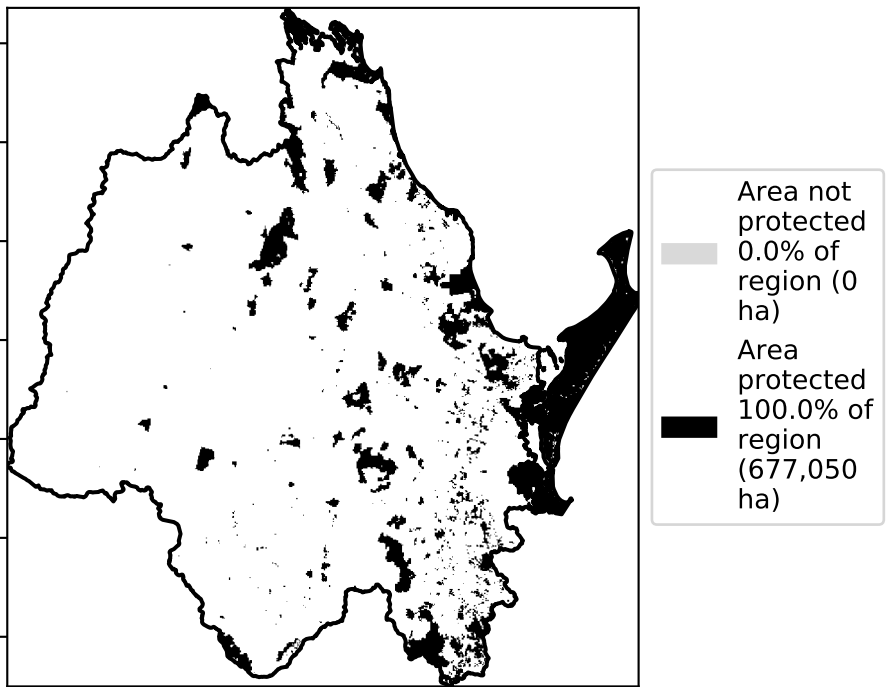 Area not
protected
0.0% of
region (0
ha)
Area
protected
100.0% of
region
(677,050
ha)